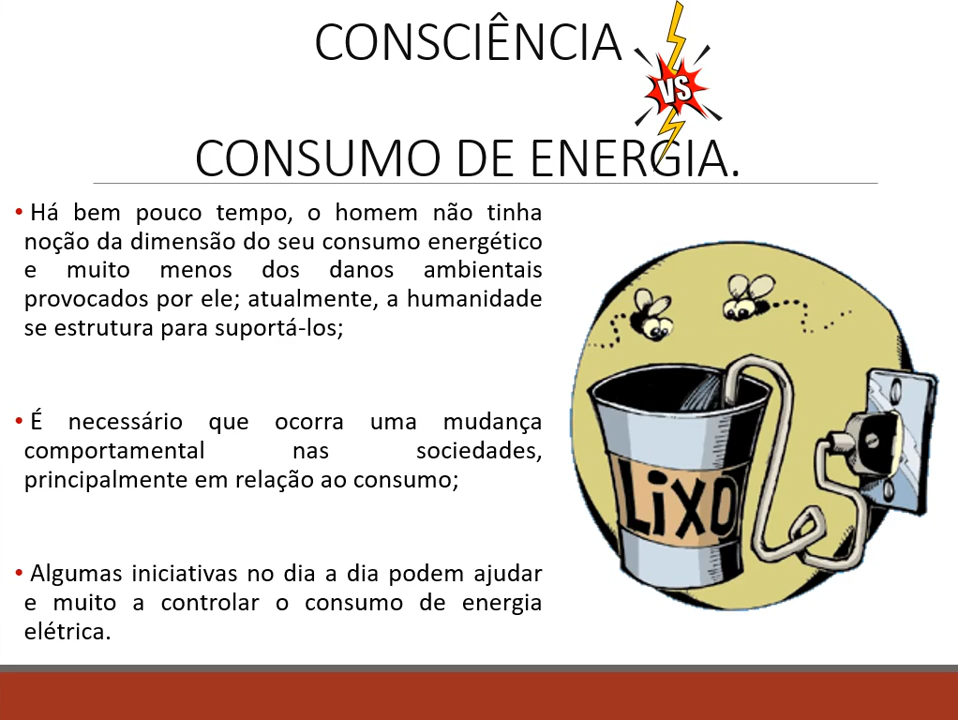 CONSCIÊNCIA
VS
CONSUMO DE ENERGIA.
• Há bem pouco tempo, o homem não tinha
noção da dimensão do seu consumo energético
e muito menos dos danos ambientais
provocados por ele; atualmente, a humanidade
se estrutura para suportá-los;
• É necessário que ocorra uma mudança
comportamental nas sociedades,
principalmente em relação ao consumo;
• Algumas iniciativas no dia a dia podem ajudar
e muito a controlar o consumo de energia
elétrica.
LiXO